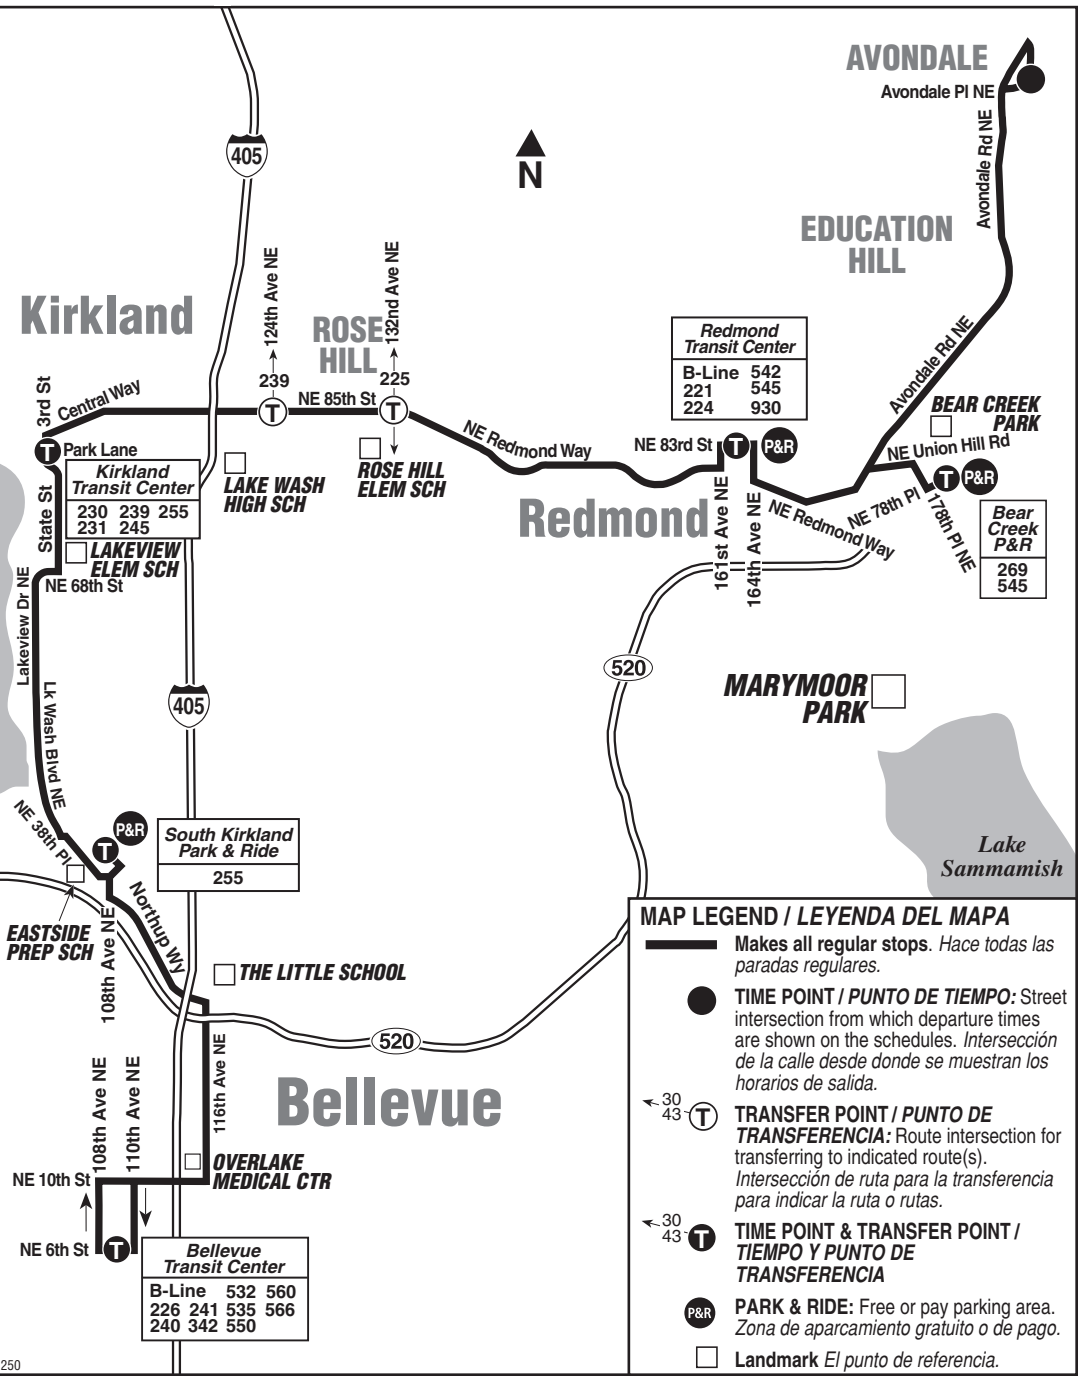 AVONDALE
Avondale Pl NE
Avondale Rd NE
405
N
EDUCATION
HILL
124th Ave NE
132nd Ave NE
Kirkland
ROSE
HILL
239
225
3rd St
Central Way
NE 85th St
T
T
Redmond
Transit Center
B-Line 542
221 545
224 930
Avondale Rd NE
BEAR CREEK
PARK
NE Redmond Way
NE 83rd St
T
P&R
NE Union Hill Rd
T
Park Lane
Kirkland
Transit Center
230 239 255
231 245
LAKE WASH
HIGH SCH
ROSE HILL
ELEM SCH
T
P&R
Redmond
161st Ave NE
164th Ave NE
NE Redmond Way
NE 78th Pl
178th Pl NE
Bear
Creek
P&R
269
545
State St
LAKEVIEW
ELEM SCH
NE 68th St
Lakeview Dr NE
520
405
MARYMOOR
PARK
Lk Wash Blvd NE
NE 38th Pl
T
P&R
South Kirkland
Park & Ride
255
Lake
Sammamish
EASTSIDE
PREP SCH
108th Ave NE
Northup Wy
THE LITTLE SCHOOL
520
116th Ave NE
Bellevue
108th Ave NE
110th Ave NE
OVERLAKE
MEDICAL CTR
NE 10th St
NE 6th St
T
Bellevue
Transit Center
B-Line 532 560
226 241 535 566
240 342 550
250
MAP LEGEND / LEYENDA DEL MAPA
Makes all regular stops. Hace todas las
paradas regulares.
TIME POINT / PUNTO DE TIEMPO: Street
intersection from which departure times
are shown on the schedules. Intersección
de la calle desde donde se muestran los
horarios de salida.
30
43
T
TRANSFER POINT / PUNTO DE
TRANSFERENCIA: Route intersection for
transferring to indicated route(s).
Intersección de ruta para la transferencia
para indicar la ruta o rutas.
30
43
T
TIME POINT & TRANSFER POINT /
TIEMPO Y PUNTO DE
TRANSFERENCIA
P&R
PARK & RIDE: Free or pay parking area.
Zona de aparcamiento gratuito o de pago.
Landmark El punto de referencia.